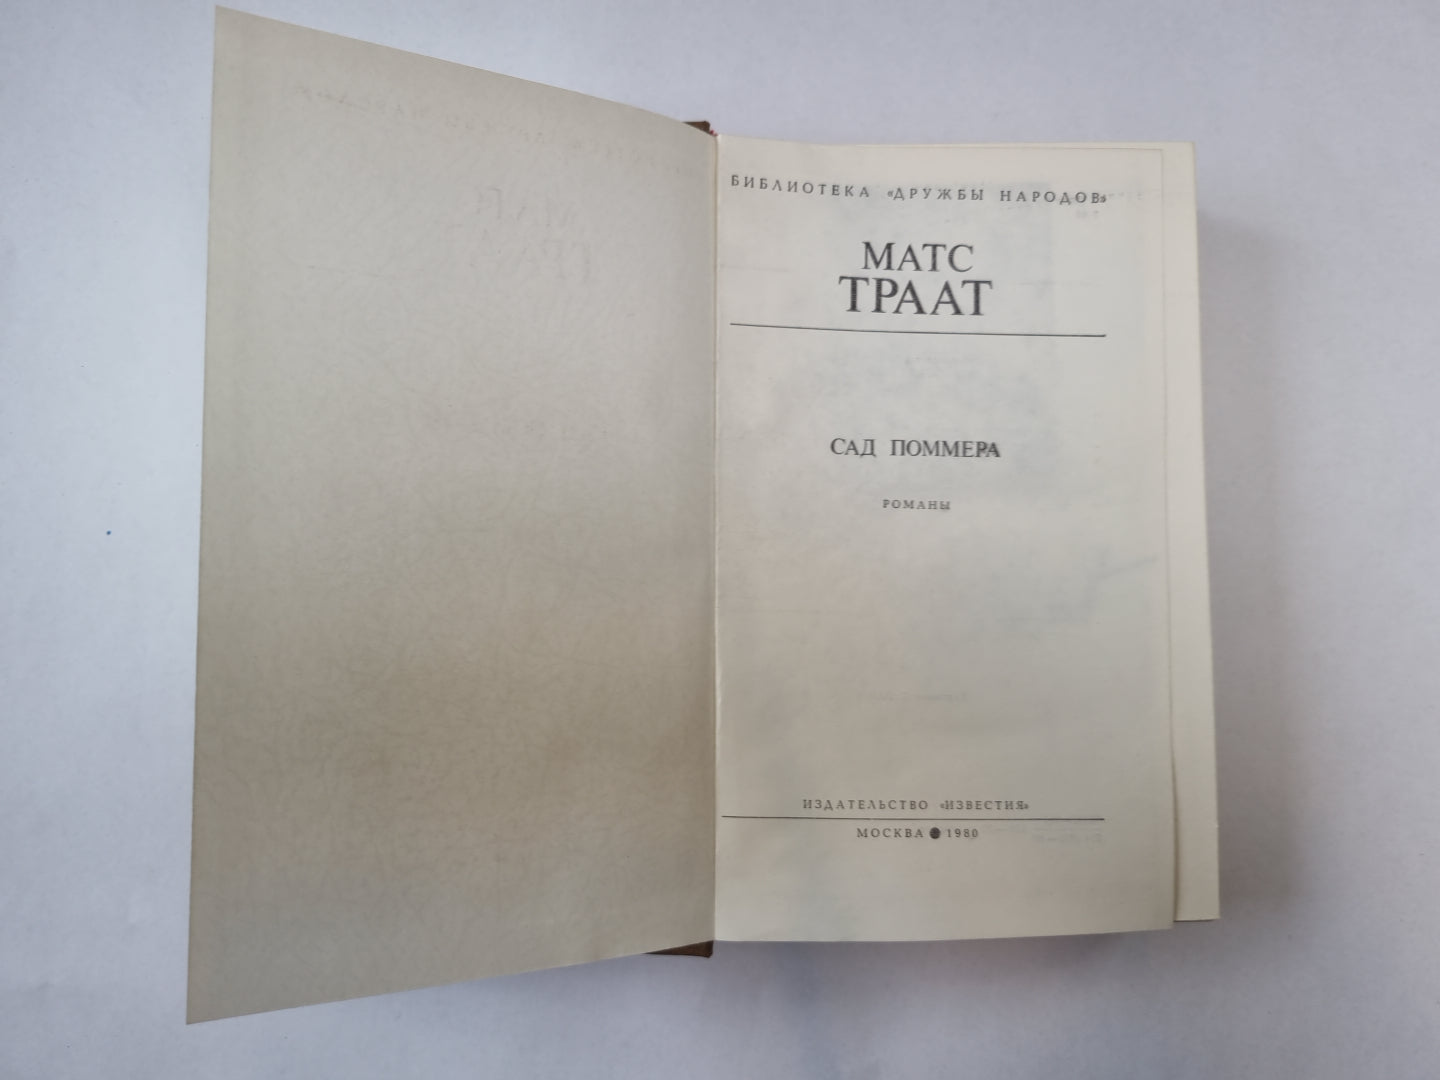 БИБЛИОТЕКА «ДРУЖБЫ НАРОДОВ»
МАТС
ТРААТ
САД ПОММЕРА
РОМАНЫ
ИЗДАТЕЛЬСТВО «ИЗВЕСТИЯ»
МОСКВА ● 1980